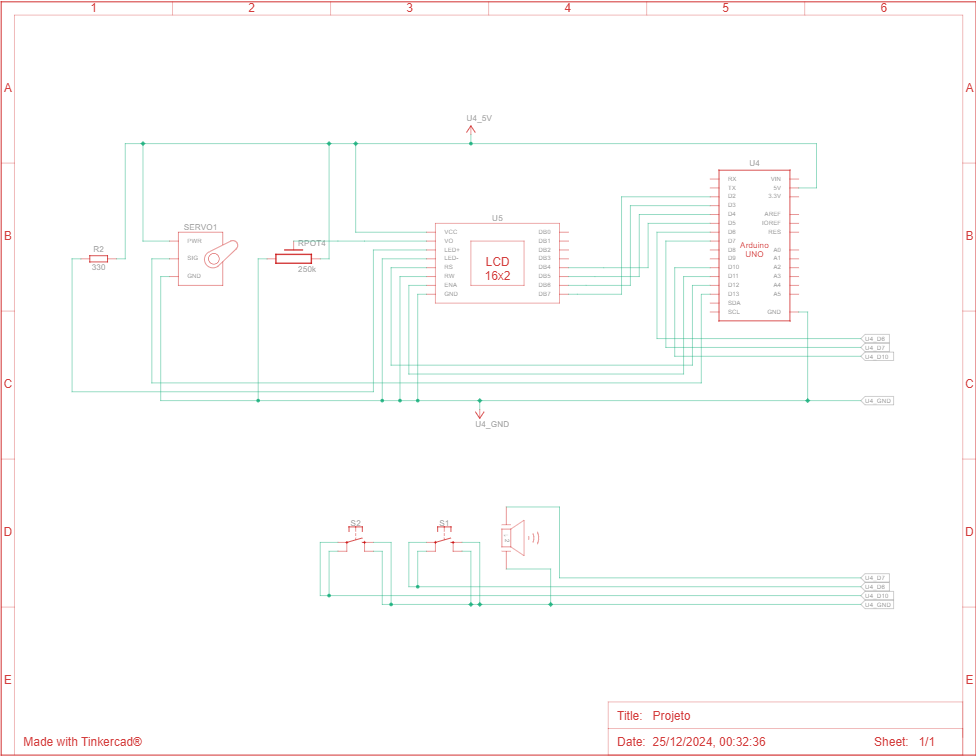 1 2 3 4 5 6
A A
B B
C C
D D
E E
U4_5V
R2
330
SERVO1
PWR
SIG
GND
RPOT4
250k
U5
VCC
VO
LED+
LED-
RS
RW
ENA
GND
LCD
16x2
DB0
DB1
DB2
DB3
DB4
DB5
DB6
DB7
U4
RX
TX
D2
D3
D4
D5
D6
D7
D8
D9
D10
D11
D12
D13
SDA
SCL
Arduino
UNO
VIN
5V
3.3V
AREF
IOREF
RES
A0
A1
A2
A3
A4
A5
GND
U4_D7
U4_D10
U4_GND
U4_GND
S2
S1
U4_D7
U4_D10
U4_GND
Title: Projeto
Made with Tinkercad®
Date: 25/12/2024, 00:32:36
Sheet: 1/1